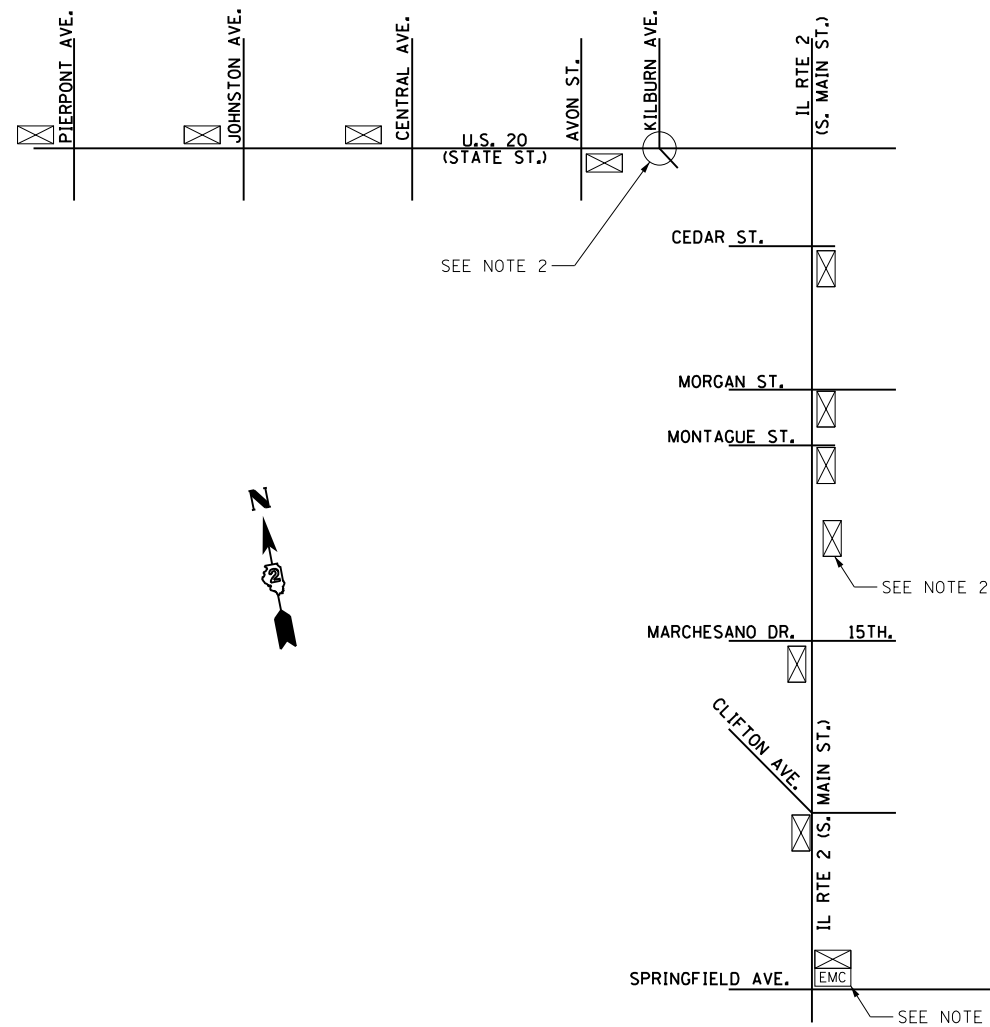 PIERPONT AVE.
JOHNSTON AVE.
CENTRAL AVE.
AVON ST.
KILBURN AVE.
IL RTE 2
(S. MAIN ST.)
U.S. 20
(STATE ST.)
SEE NOTE 2
CEDAR ST.
MORGAN ST.
MONTAGUE ST.
N
2
SEE NOTE 2
MARCHESANO DR.
15TH.
CLIFTON AVE.
IL RTE 2 (S. MAIN ST.)
SPRINGFIELD AVE.
EMC
SEE NOTE